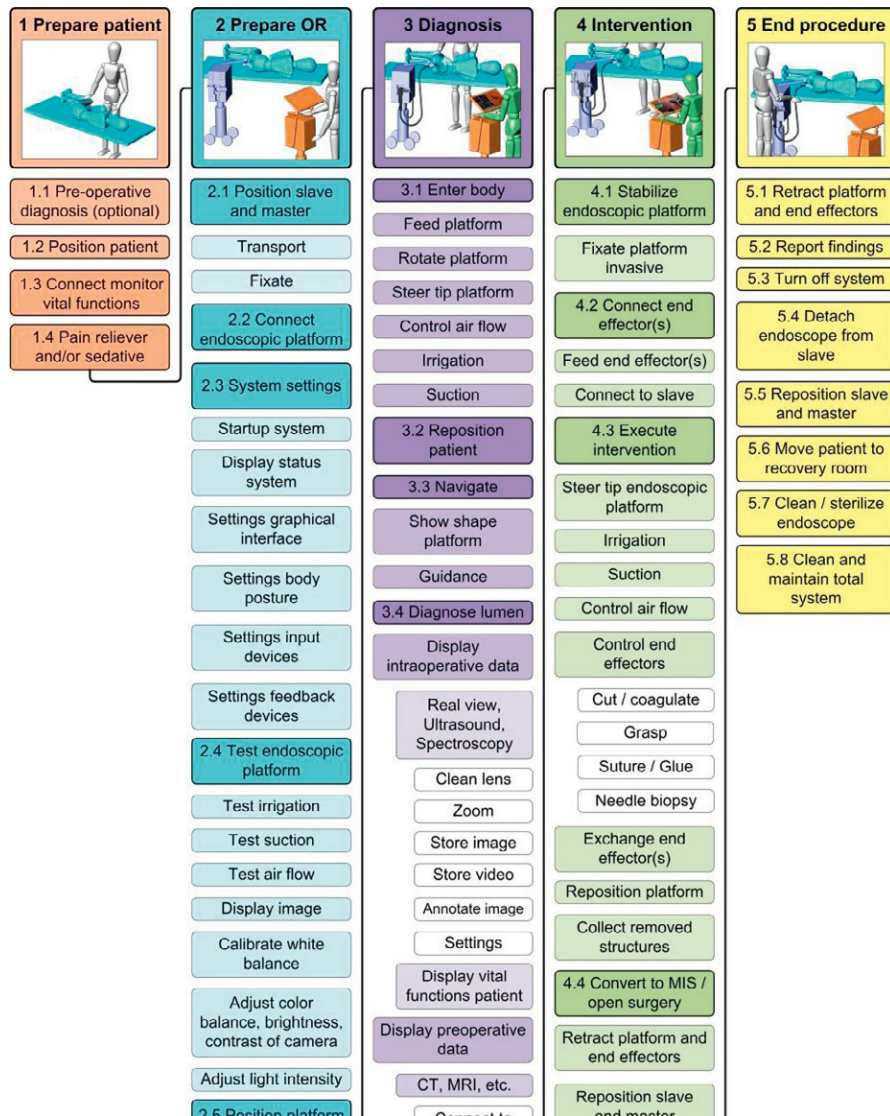 1 Prepare patient
1.1 Pre-operative
diagnosis (optional)
1.2 Position patient
1.3 Connect monitor
vital functions
1.4 Pain reliever
and/or sedative
2 Prepare OR
2.1 Position slave
and master
Transport
Fixate
2.2 Connect
endoscopic platform
2.3 System settings
Startup system
Display status
system
Settings graphical
interface
Settings body
posture
Settings input
devices
Settings feedback
devices
2.4 Test endoscopic
platform
Test irrigation
Test suction
Test air flow
Display image
Calibrate white
balance
Adjust color
balance, brightness,
contrast of camera
Adjust light intensity
2.5 Position platform
3 Diagnosis
3.1 Enter body
Feed platform
Rotate platform
Steer tip platform
Control air flow
Irrigation
Suction
3.2 Reposition
patient
3.3 Navigate
Show shape
platform
Guidance
3.4 Diagnose lumen
Display
intraoperative data
Real view,
Ultrasound,
Spectroscopy
Clean lens
Zoom
Store image
Store video
Annotate image
Settings
Display vital
functions patient
Display preoperative
data
CT, MRI, etc.
Connect to
4 Intervention
4.1 Stabilize
endoscopic platform
Fixate platform
invasive
4.2 Connect end
effector(s)
Feed end effector(s)
Connect to slave
4.3 Execute
intervention
Steer tip endoscopic
platform
Irrigation
Suction
Control air flow
Control end
effectors
Cut / coagulate
Grasp
Suture / Glue
Needle biopsy
Exchange end
effector(s)
Reposition platform
Collect removed
structures
4.4 Convert to MIS /
open surgery
Retract platform and
end effectors
Reposition slave
and master
5 End procedure
5.1 Retract platform
and end effectors
5.2 Report findings
5.3 Turn off system
5.4 Detach
endoscope from
slave
5.5 Reposition slave
and master
5.6 Move patient to
recovery room
5.7 Clean / sterilize
endoscope
5.8 Clean and
maintain total
system